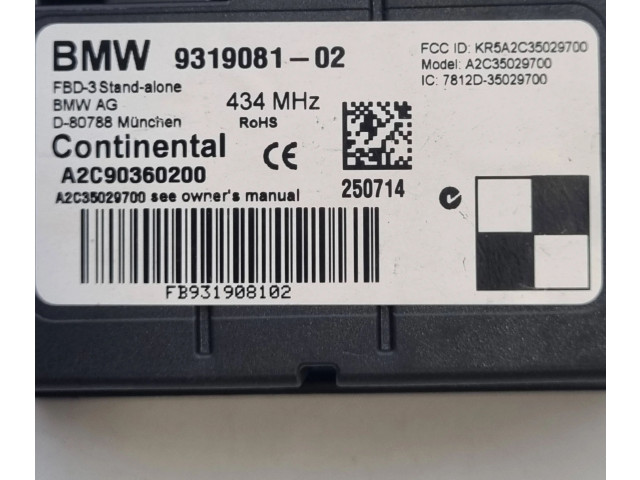 BMW 9319081-02
FBD-3 Stand-alone
BMW AG
D-80788 München
434 MHz
RoHS
Continental
CE
A2C90360200
A2C35029700 see owner's manual
250714
FB931908102
FCC ID: KR5A2C35029700
Model: A2C35029700
IC: 7812D-35029700